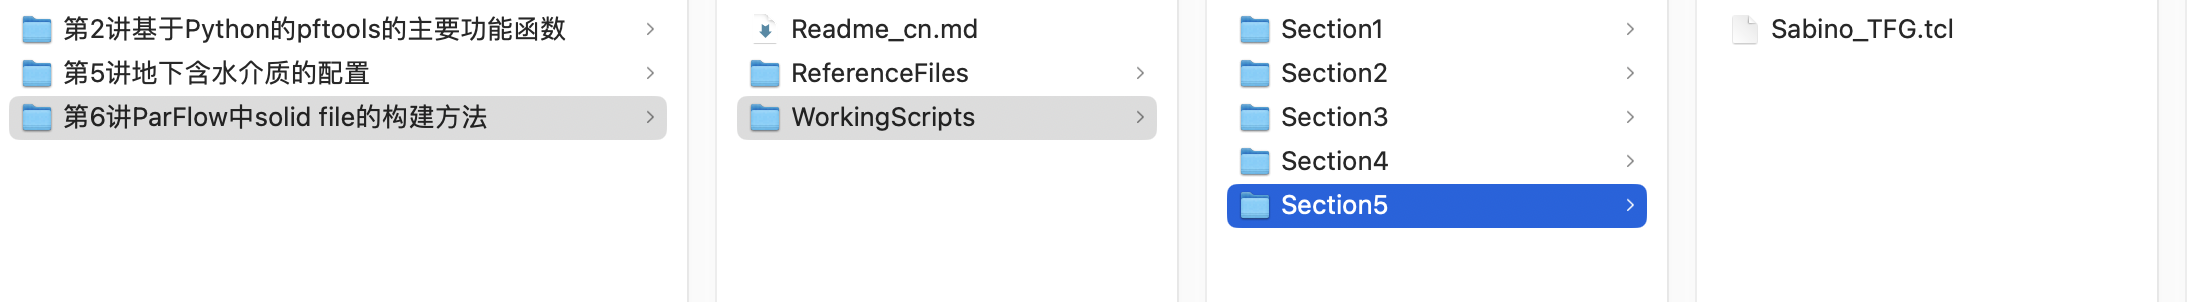 第2讲基于Python的pftools的主要功能函数
第5讲地下含水介质的配置
第6讲ParFlow中solid file的构建方法
Readme_cn.md
ReferenceFiles
WorkingScripts
Section1
Section2
Section3
Section4
Section5
Sabino_TFG.tcl